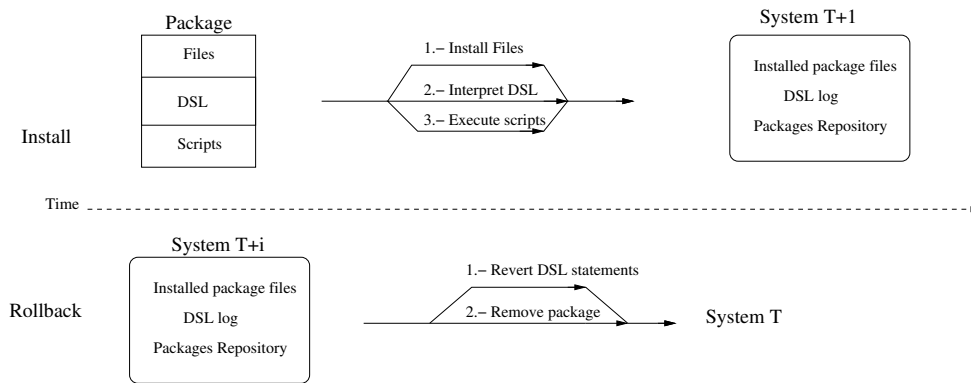 Package
System T+1
Files
DSL
Scripts
1.− Install Files
2.− Interpret DSL
3.− Execute scripts
Installed package files
DSL log
Packages Repository
Install
Time
System T+i
Installed package files
DSL log
Packages Repository
Rollback
1.− Revert DSL statements
2.− Remove package
System T